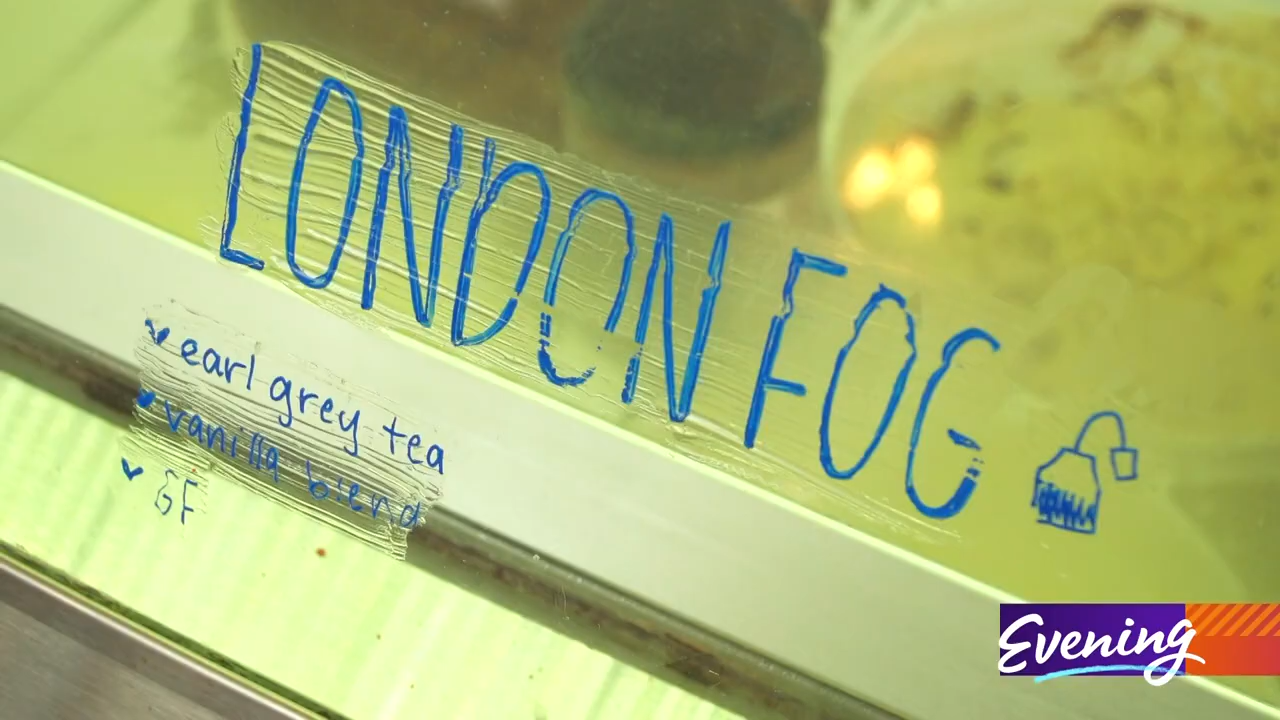 LONDON FOG
earl grey tea
vanilla blend
GF
Evening